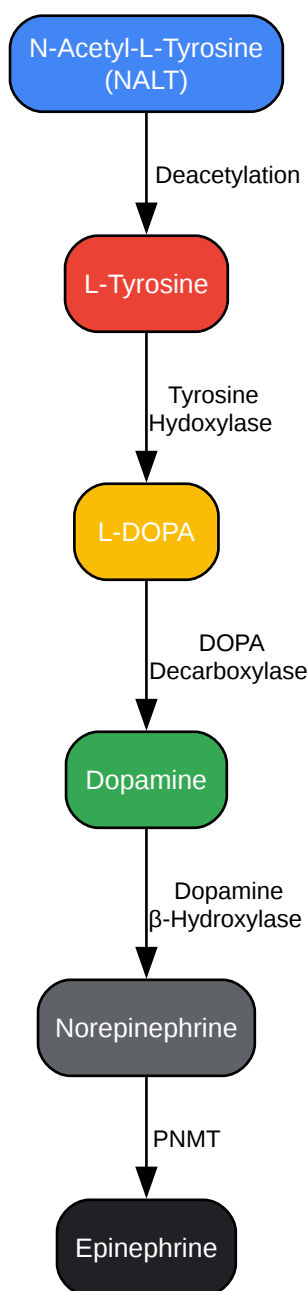 N-Acetyl-L-Tyrosine
(NALT)
Deacetylation
L-Tyrosine
Tyrosine
Hydoxylase
L-DOPA
DOPA
Decarboxylase
Dopamine
Dopamine
β-Hydroxylase
Norepinephrine
PNMT
Epinephrine